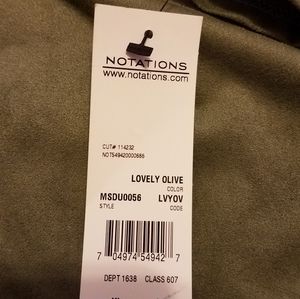 NOTATIONS
www.notations.com
CUT# 114232
NOT549420000686
LOVELY OLIVE
COLOR
MSDU0056 LVYOV
STYLE CODE
7 04974 54942 7
DEPT 1638 CLASS 607